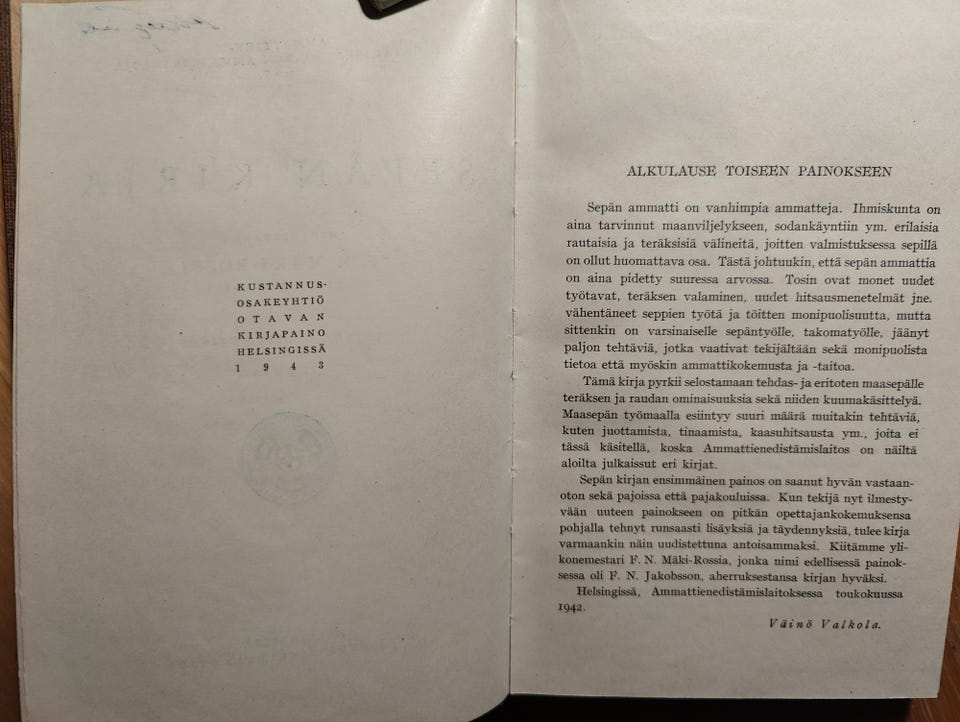 KUSTANNUS-
OSAKEYHTIÖ
OTAVAN
KIRJAPAINO
HELSINGISSÄ
1943
ALKULAUSE TOISEEN PAINOKSEEN
Sepän ammatti on vanhimpia ammatteja. Ihmiskunta on
aina tarvinnut maanviljelykseen, sodankäyntiin ym. erilaisia
rautaisia ja teräksisiä välineitä, joitten valmistuksessa sepillä
on ollut huomattava osa. Tästä johtuukin, että sepän ammattia
on aina pidetty suuressa arvossa. Tosin ovat monet uudet
työtavat, teräksen valaminen, uudet hitsausmenetelmät jne.
vähentäneet seppien työtä ja töitten monipuolisuutta, mutta
sittenkin on varsinaiselle sepäntyölle, takomatyölle, jäänyt
paljon tehtäviä, jotka vaativat tekijältään sekä monipuolista
tietoa että myöskin ammattikokemusta ja -taitoa.
Tämä kirja pyrkii selostamaan tehdas- ja eritoten maasepälle
teräksen ja raudan ominaisuuksia sekä niiden kuumakäsittelyä.
Maasepän työmaalla esiintyy suuri määrä muitakin tehtäviä,
kuten juottamista, tinaamista, kaasuhitsausta ym., joita ei
tässä käsitellä, koska Ammattienedistämislaitos on näiltä
aloilta julkaissut eri kirjat.
Sepän kirjan ensimmäinen painos on saanut hyvän vastaan-
oton sekä pajoissa että pajakouluissa. Kun tekijä nyt ilmesty-
vään uuteen painokseen on pitkän opettajankokemuksensa
pohjalla tehnyt runsaasti lisäyksiä ja täydennyksiä, tulee kirja
varmaankin näin uudistettuna antoisammaksi. Kiitämme yli-
konemestari F. N. Mäki-Rossia, jonka nimi edellisessä painok-
sessa oli F. N. Jakobsson, aherruksestansa kirjan hyväksi.
Helsingissä, Ammattienedistämislaitoksessa toukokuussa
1942.
Väinö Valkola.